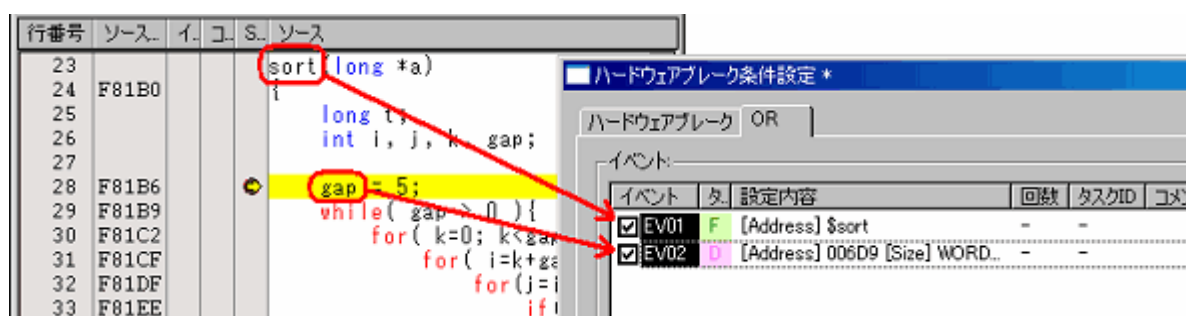 行番号 ソース... イ.. コ.. S.. ソース
23 sort(long *a)
24 F81B0 {
25 long t;
26 int i, j, k, gap;
27
28 F81B6 gap = 5;
29 F81B9 while( gap > 0 ){
30 F81C2 for( k=0; k<gap
31 F81CF for( i=k+ga
32 F81DF for(j=i
33 F81EE if(
ハードウェアブレーク条件設定 *
ハードウェアブレーク OR
イベント:
イベント タ.. 設定内容 回数 タスクID コメン
EV01 F [Address] $sort - -
EV02 D [Address] 006D9 [Size] WORD... - -